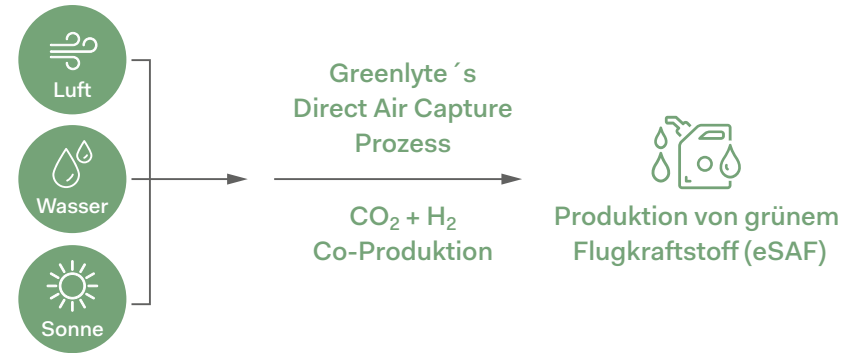 Luft
Wasser
Sonne
Greenlyte ´s
Direct Air Capture
Prozess
CO₂ + H₂
Co-Produktion
Produktion von grünem
Flugkraftstoff (eSAF)